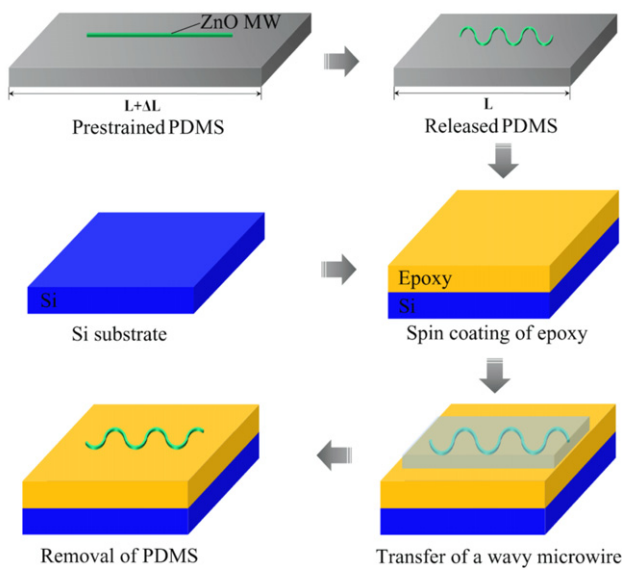 ZnO MW
L+ΔL
L
Prestrained PDMS
Released PDMS
Si
Epoxy
Si
Si substrate
Spin coating of epoxy
Removal of PDMS
Transfer of a wavy microwire